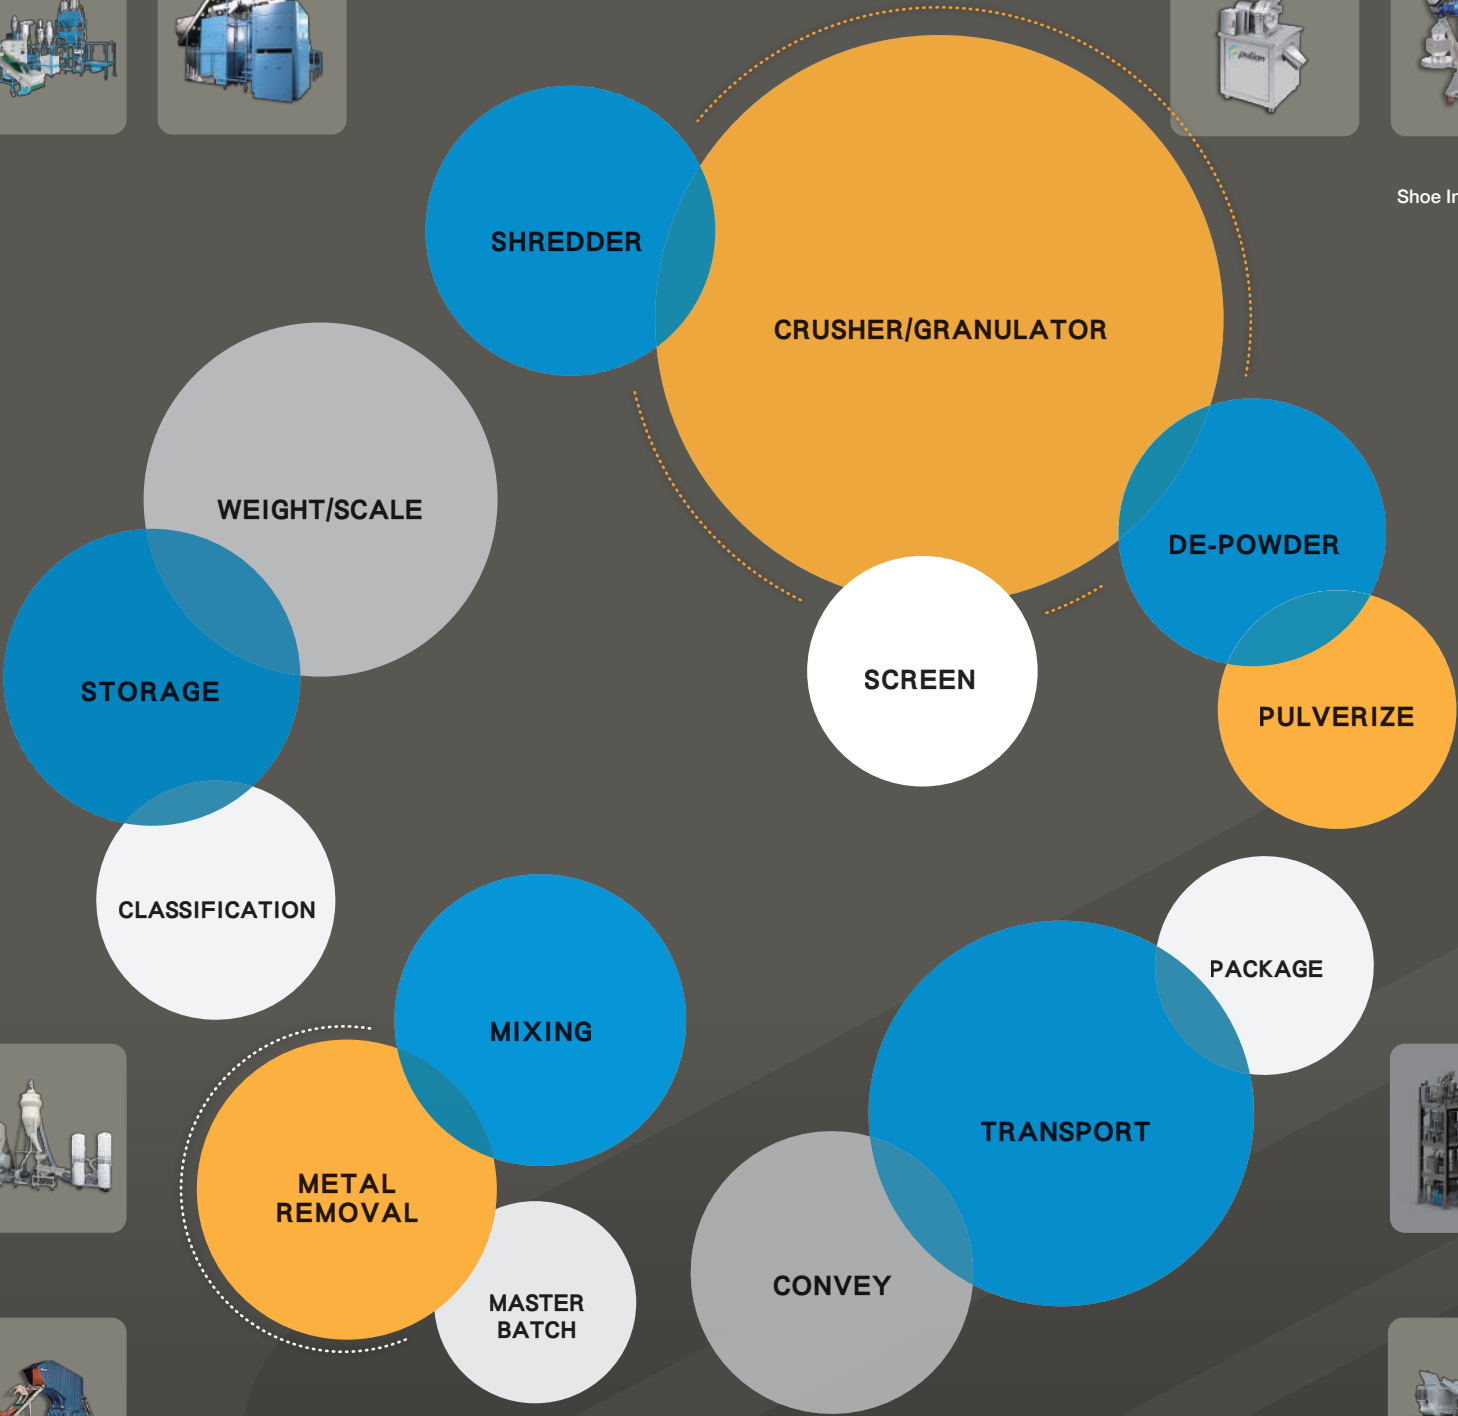 pulian
Shoe In
SHREDDER
CRUSHER/GRANULATOR
WEIGHT/SCALE
DE-POWDER
STORAGE
SCREEN
PULVERIZE
CLASSIFICATION
PACKAGE
MIXING
TRANSPORT
METAL
REMOVAL
CONVEY
MASTER
BATCH